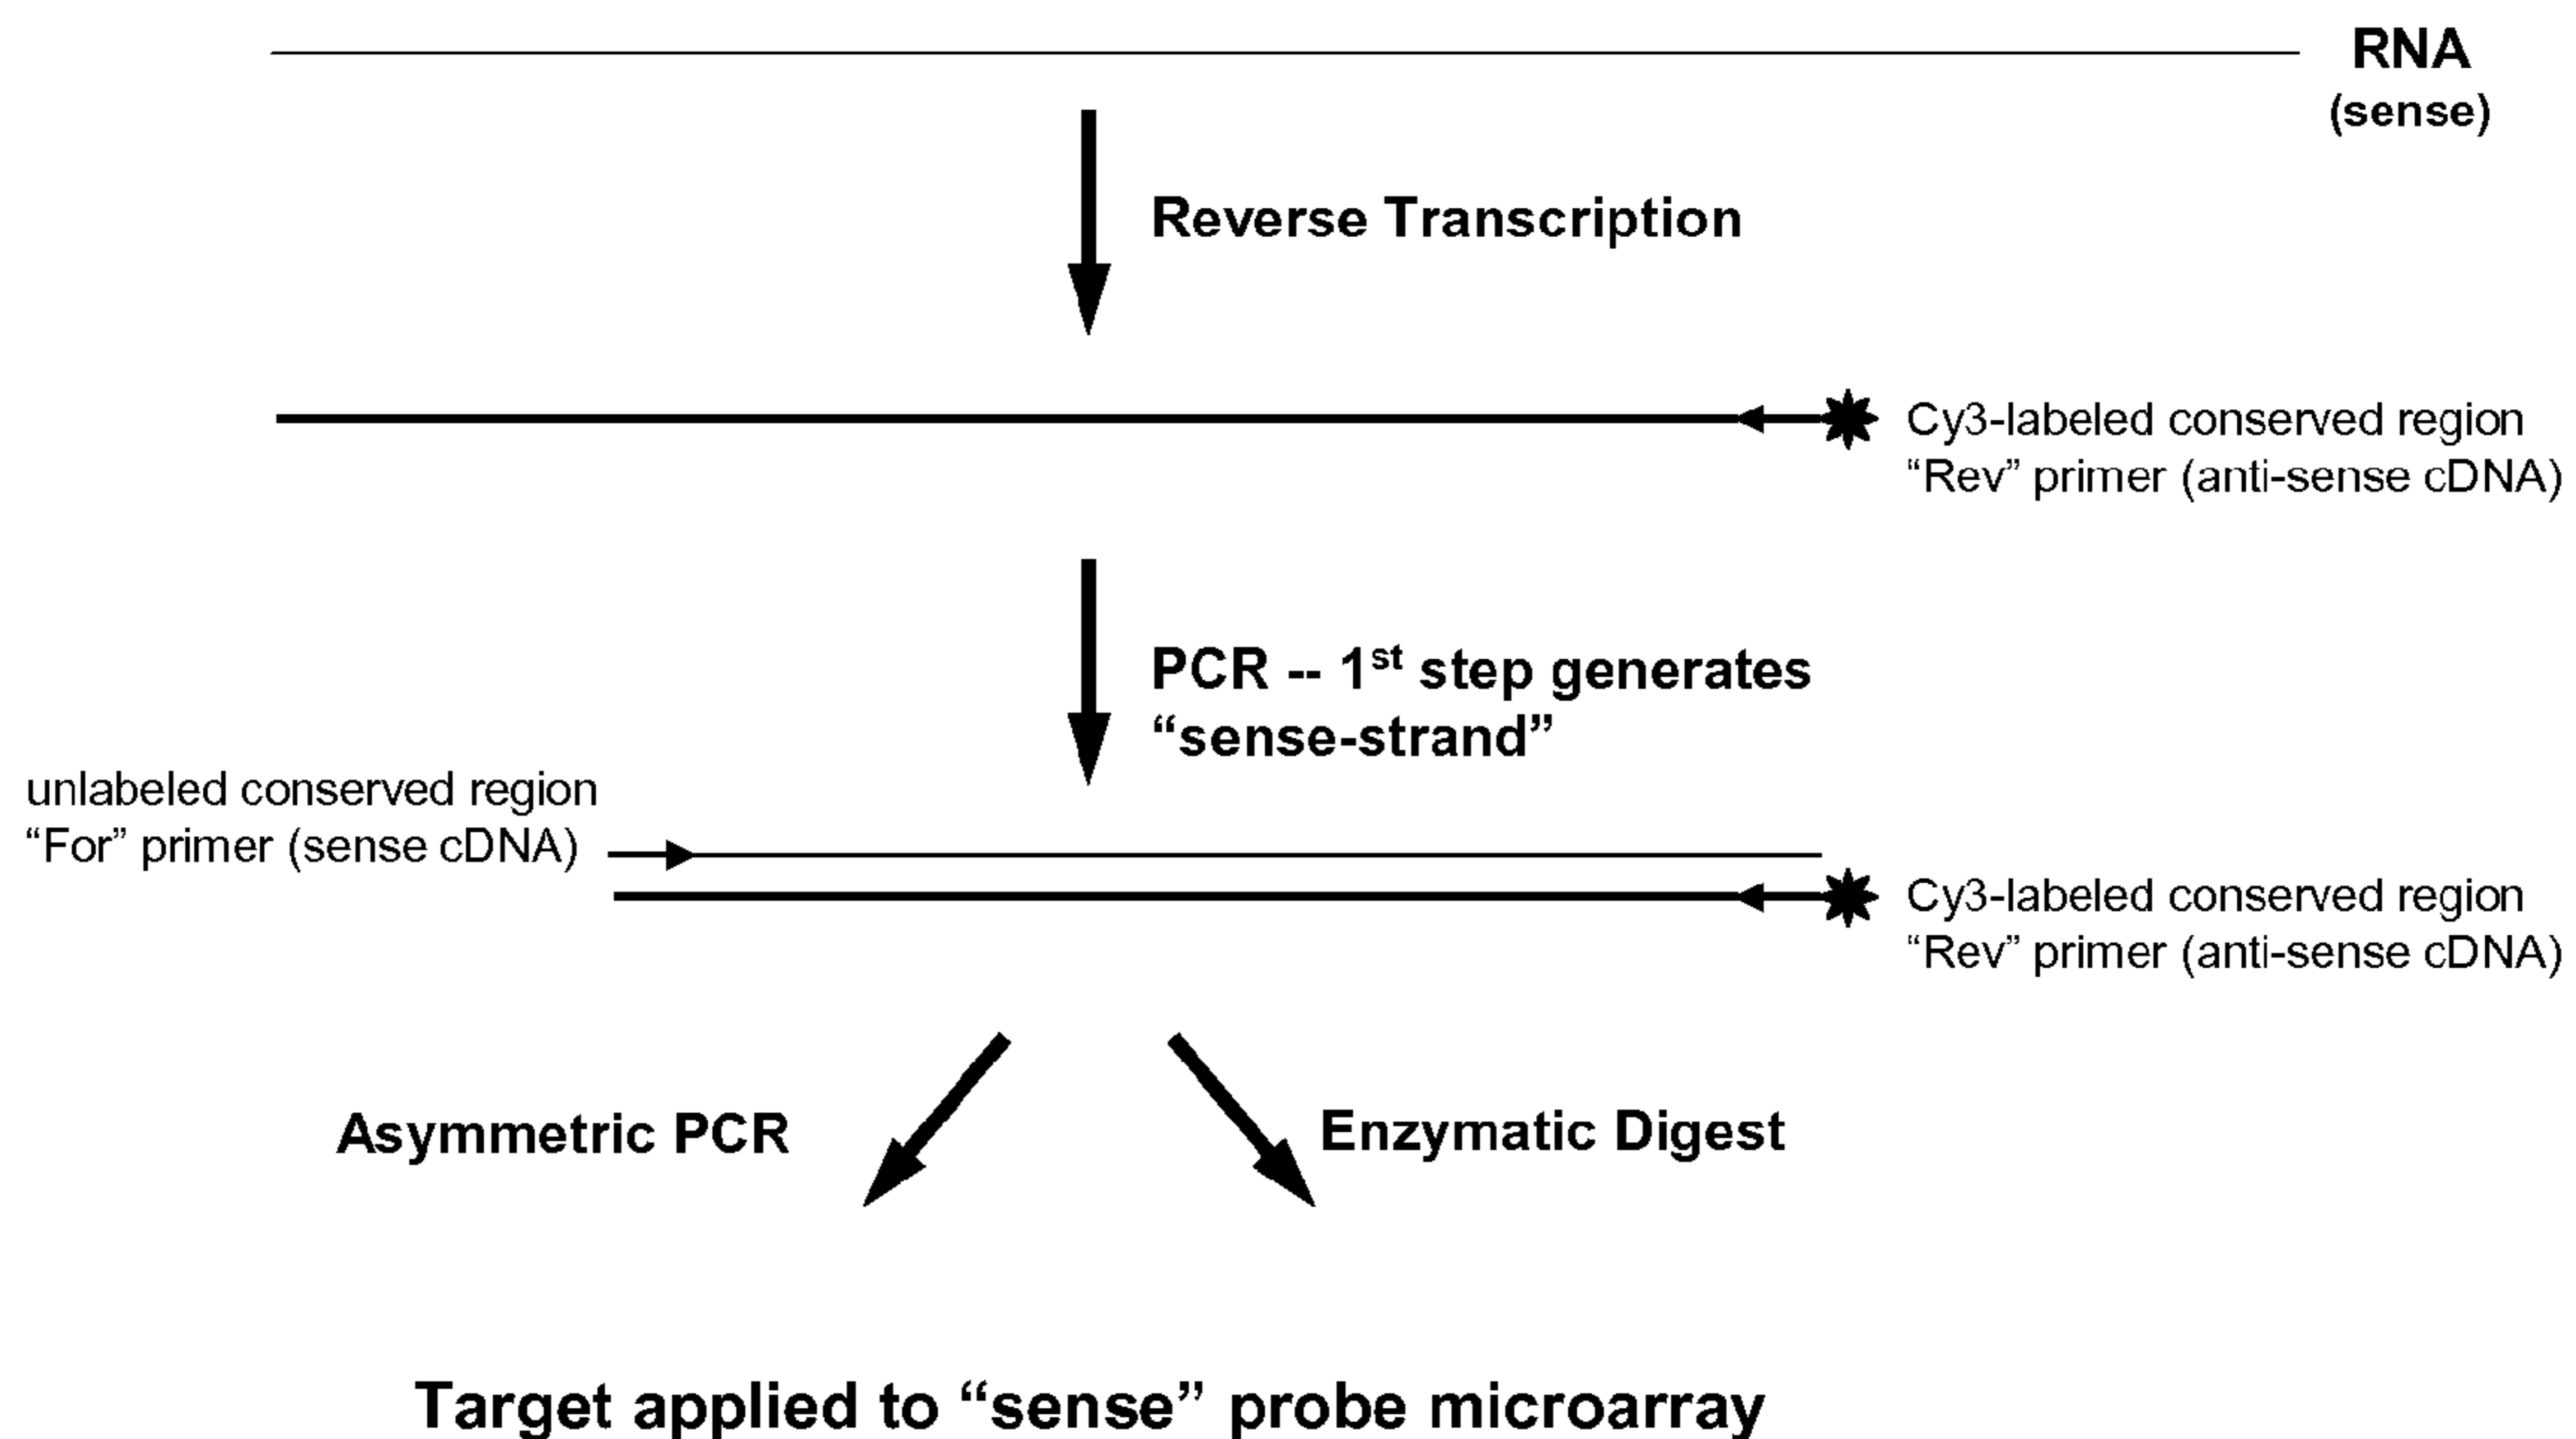 RNA
(sense)
Reverse Transcription
Cy3-labeled conserved region
“Rev” primer (anti-sense cDNA)
PCR -- 1st step generates
“sense-strand”
unlabeled conserved region
“For” primer (sense cDNA)
Cy3-labeled conserved region
“Rev” primer (anti-sense cDNA)
Asymmetric PCR
Enzymatic Digest
Target applied to “sense” probe microarray